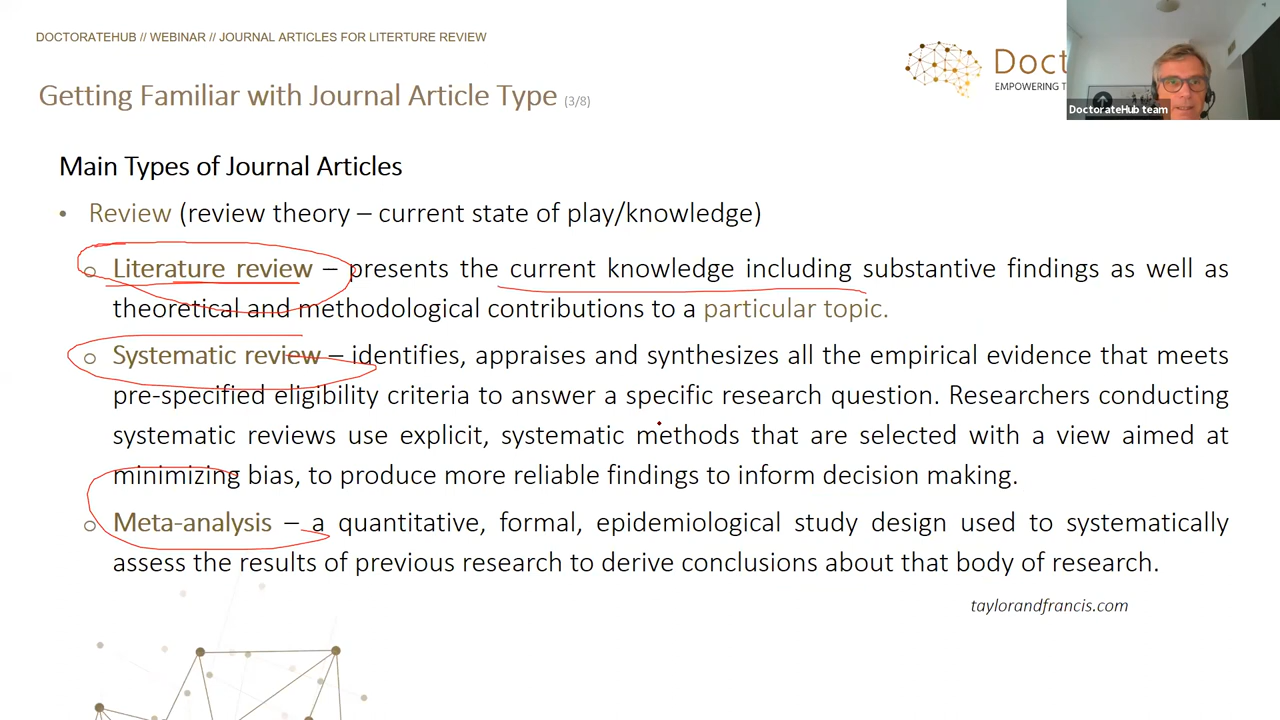 DOCTORATEHUB // WEBINAR // JOURNAL ARTICLES FOR LITERTURE REVIEW
Doct
EMPOWERING T
DoctorateHub team
Getting Familiar with Journal Article Type (3/8)
Main Types of Journal Articles
• Review (review theory – current state of play/knowledge)
o Literature review – presents the current knowledge including substantive findings as well as
theoretical and methodological contributions to a particular topic.
o Systematic review – identifies, appraises and synthesizes all the empirical evidence that meets
pre-specified eligibility criteria to answer a specific research question. Researchers conducting
systematic reviews use explicit, systematic methods that are selected with a view aimed at
minimizing bias, to produce more reliable findings to inform decision making.
o Meta-analysis – a quantitative, formal, epidemiological study design used to systematically
assess the results of previous research to derive conclusions about that body of research.
taylorandfrancis.com